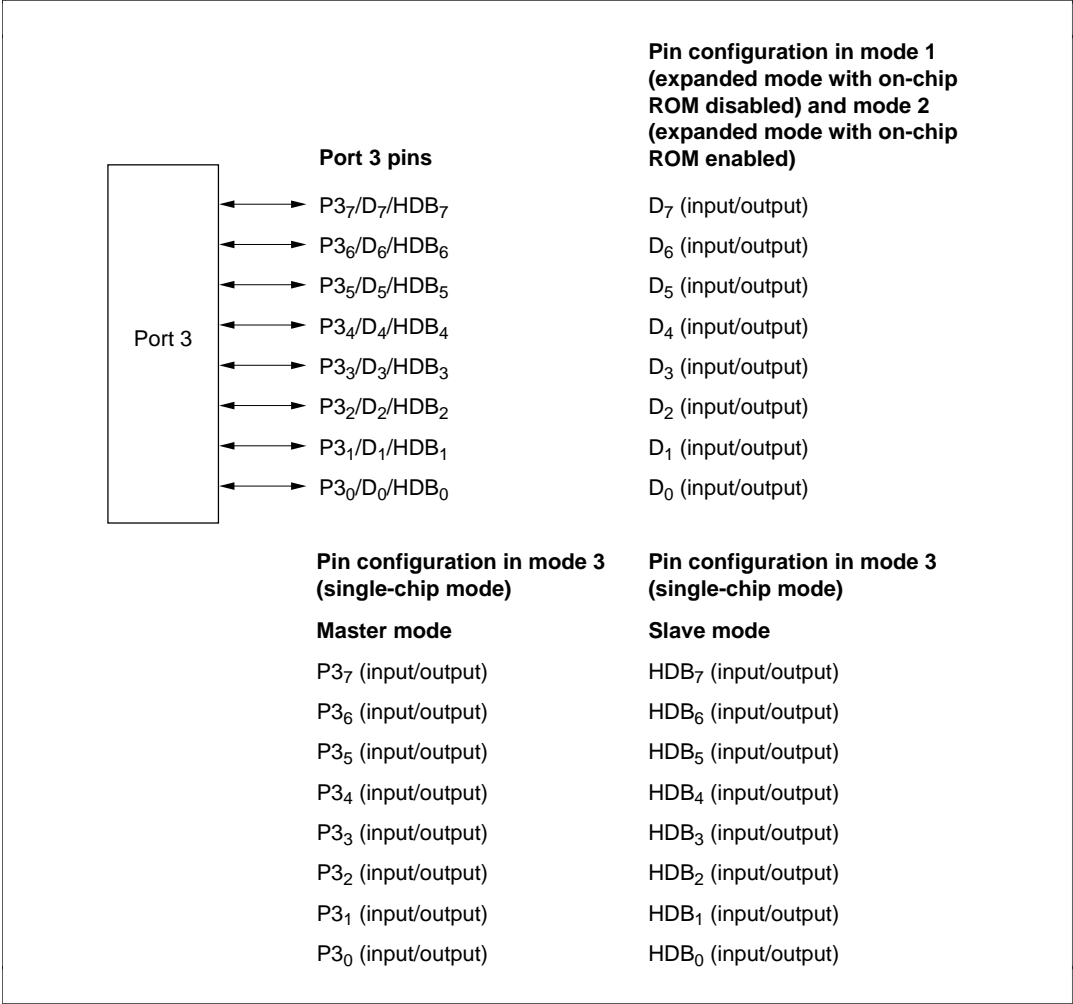 Pin configuration in mode 1
(expanded mode with on-chip
ROM disabled) and mode 2
(expanded mode with on-chip
ROM enabled)
Port 3 pins
Port 3
P3₇/D₇/HDB₇ D₇ (input/output)
P3₆/D₆/HDB₆ D₆ (input/output)
P3₅/D₅/HDB₅ D₅ (input/output)
P3₄/D₄/HDB₄ D₄ (input/output)
P3₃/D₃/HDB₃ D₃ (input/output)
P3₂/D₂/HDB₂ D₂ (input/output)
P3₁/D₁/HDB₁ D₁ (input/output)
P3₀/D₀/HDB₀ D₀ (input/output)
Pin configuration in mode 3
(single-chip mode)
Master mode
P3₇ (input/output)
P3₆ (input/output)
P3₅ (input/output)
P3₄ (input/output)
P3₃ (input/output)
P3₂ (input/output)
P3₁ (input/output)
P3₀ (input/output)
Pin configuration in mode 3
(single-chip mode)
Slave mode
HDB₇ (input/output)
HDB₆ (input/output)
HDB₅ (input/output)
HDB₄ (input/output)
HDB₃ (input/output)
HDB₂ (input/output)
HDB₁ (input/output)
HDB₀ (input/output)